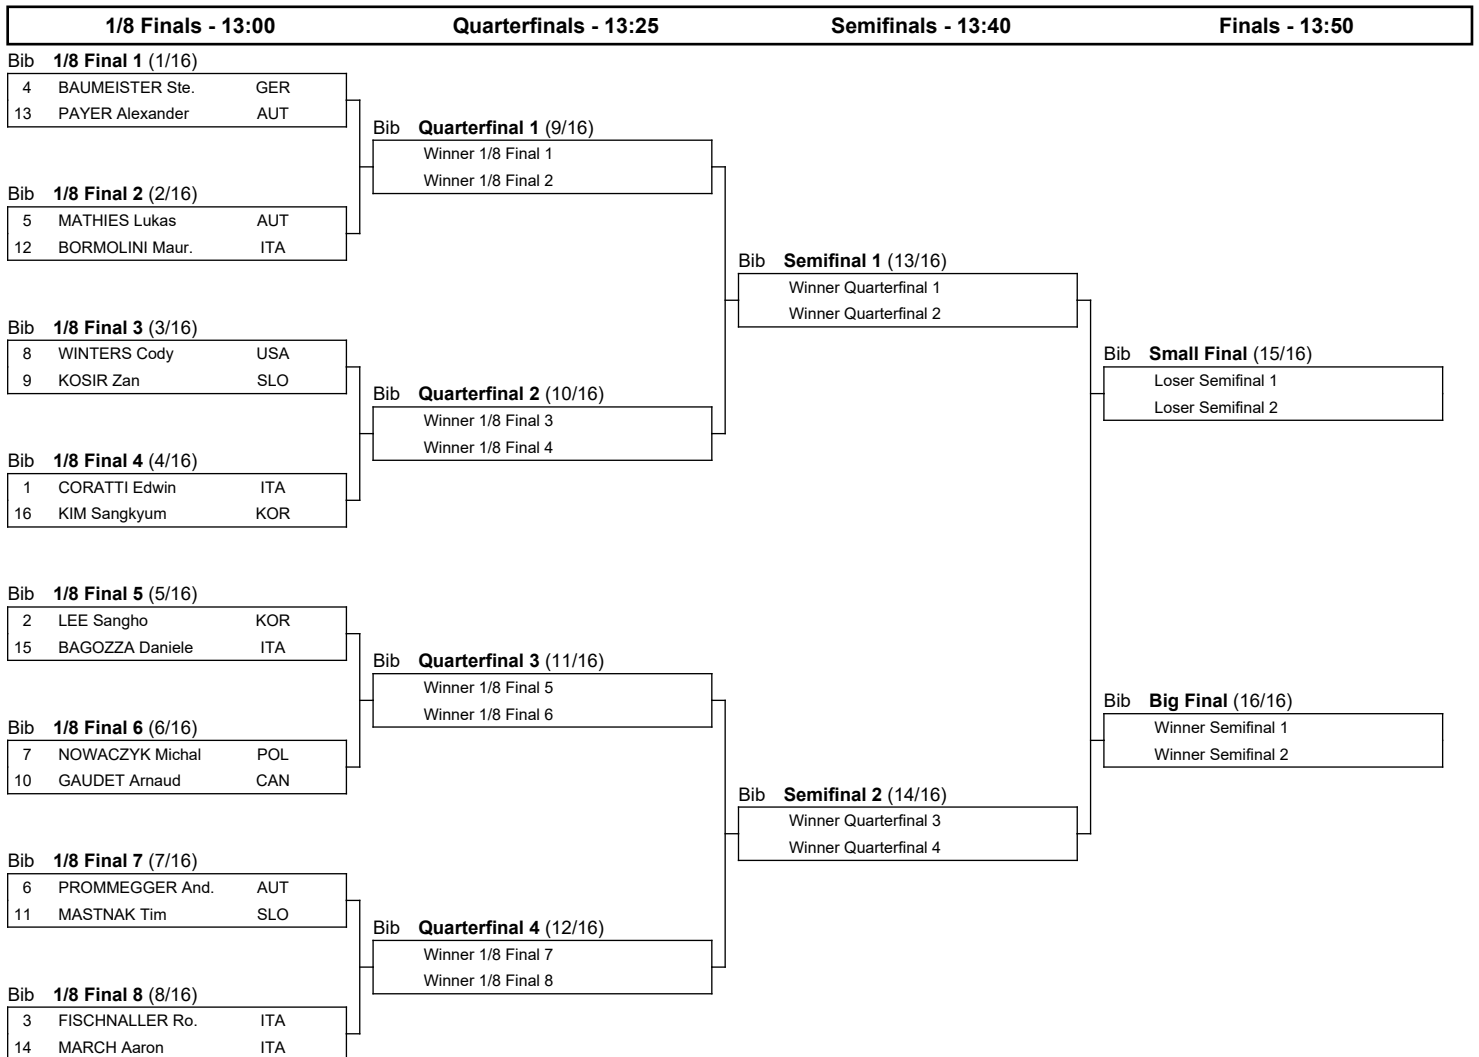 1/8 Finals - 13:00 Quarterfinals - 13:25 Semifinals - 13:40 Finals - 13:50
Bib 1/8 Final 1 (1/16)
4 BAUMEISTER Ste. GER
13 PAYER Alexander AUT
Bib 1/8 Final 2 (2/16)
5 MATHIES Lukas AUT
12 BORMOLINI Maur. ITA
Bib 1/8 Final 3 (3/16)
8 WINTERS Cody USA
9 KOSIR Zan SLO
Bib 1/8 Final 4 (4/16)
1 CORATTI Edwin ITA
16 KIM Sangkyum KOR
Bib 1/8 Final 5 (5/16)
2 LEE Sangho KOR
15 BAGOZZA Daniele ITA
Bib 1/8 Final 6 (6/16)
7 NOWACZYK Michal POL
10 GAUDET Arnaud CAN
Bib 1/8 Final 7 (7/16)
6 PROMMEGGER And. AUT
11 MASTNAK Tim SLO
Bib 1/8 Final 8 (8/16)
3 FISCHNALLER Ro. ITA
14 MARCH Aaron ITA
Bib Quarterfinal 1 (9/16)
Winner 1/8 Final 1
Winner 1/8 Final 2
Bib Quarterfinal 2 (10/16)
Winner 1/8 Final 3
Winner 1/8 Final 4
Bib Quarterfinal 3 (11/16)
Winner 1/8 Final 5
Winner 1/8 Final 6
Bib Quarterfinal 4 (12/16)
Winner 1/8 Final 7
Winner 1/8 Final 8
Bib Semifinal 1 (13/16)
Winner Quarterfinal 1
Winner Quarterfinal 2
Bib Semifinal 2 (14/16)
Winner Quarterfinal 3
Winner Quarterfinal 4
Bib Small Final (15/16)
Loser Semifinal 1
Loser Semifinal 2
Bib Big Final (16/16)
Winner Semifinal 1
Winner Semifinal 2